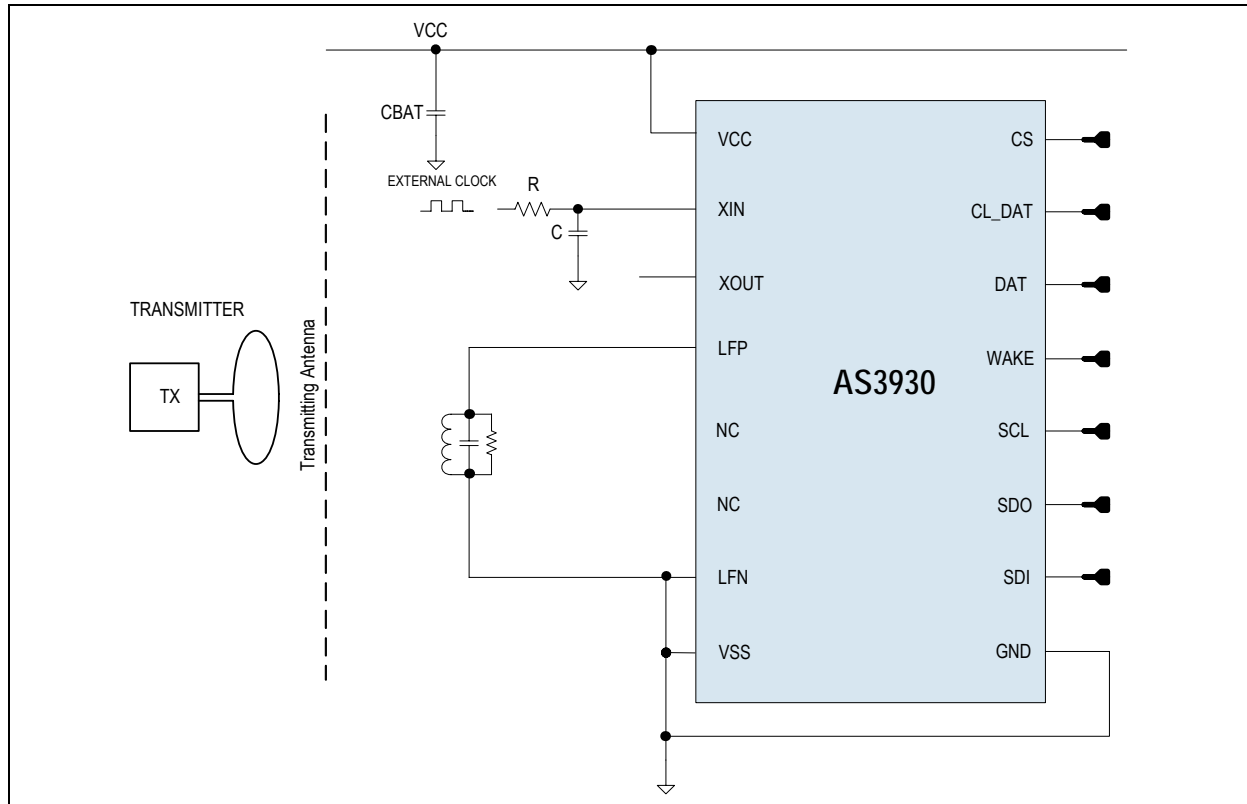 VCC
CBAT
EXTERNAL CLOCK
R
C
TRANSMITTER
TX
Transmitting Antenna
VCC
XIN
XOUT
LFP
NC
NC
LFN
VSS
AS3930
CS
CL_DAT
DAT
WAKE
SCL
SDO
SDI
GND